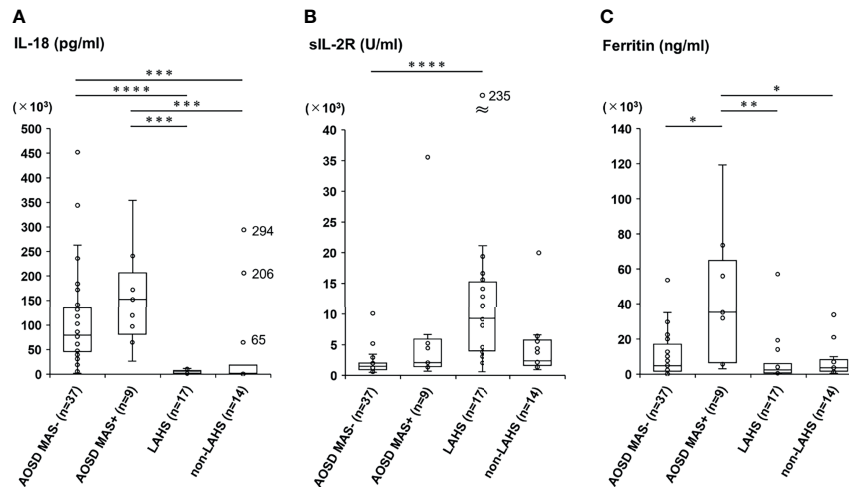 A
IL-18 (pg/ml)
***
****
***
***
(×10³)
500
450
400
350
300
250
200
150
100
50
0
294
206
65
AOSD MAS- (n=37)
AOSD MAS+ (n=9)
LAHS (n=17)
non-LAHS (n=14)
B
sIL-2R (U/ml)
****
(×10³)
235
40
35
30
25
20
15
10
5
0
AOSD MAS- (n=37)
AOSD MAS+ (n=9)
LAHS (n=17)
non-LAHS (n=14)
C
Ferritin (ng/ml)
*
**
*
(×10³)
140
120
100
80
60
40
20
0
AOSD MAS- (n=37)
AOSD MAS+ (n=9)
LAHS (n=17)
non-LAHS (n=14)